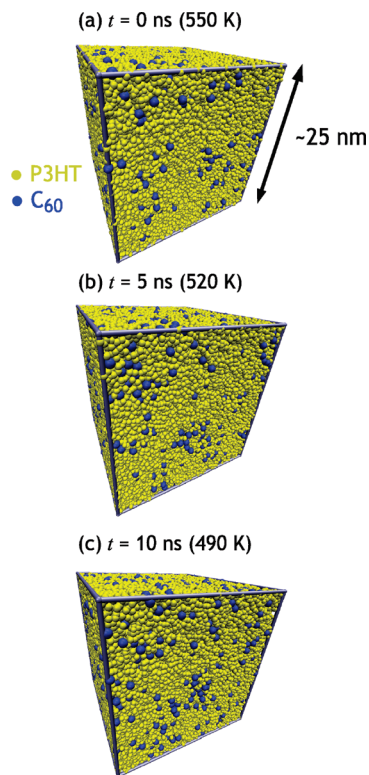 (a) t = 0 ns (550 K)
~25 nm
P3HT
C60
(b) t = 5 ns (520 K)
(c) t = 10 ns (490 K)